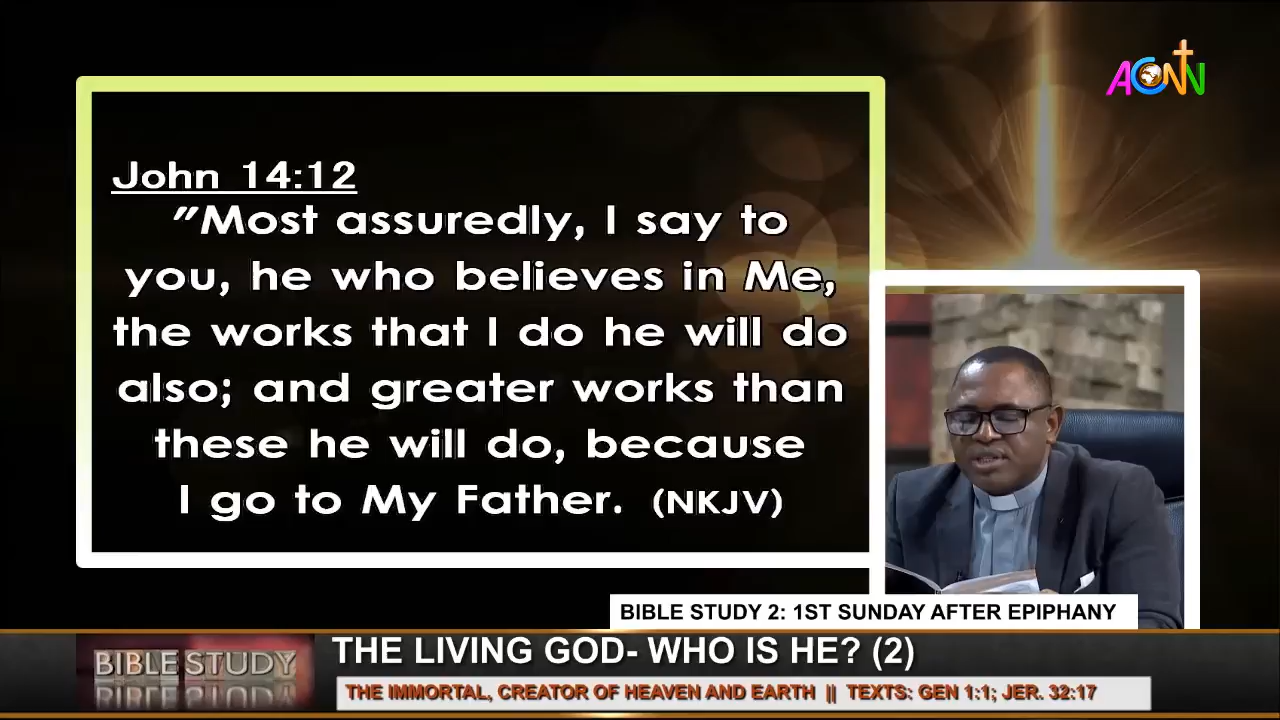 ACNN
John 14:12
"Most assuredly, I say to
you, he who believes in Me,
the works that I do he will do
also; and greater works than
these he will do, because
I go to My Father. (NKJV)
BIBLE STUDY 2: 1ST SUNDAY AFTER EPIPHANY
BIBLE STUDY
THE LIVING GOD- WHO IS HE? (2)
THE IMMORTAL, CREATOR OF HEAVEN AND EARTH || TEXTS: GEN 1:1; JER. 32:17